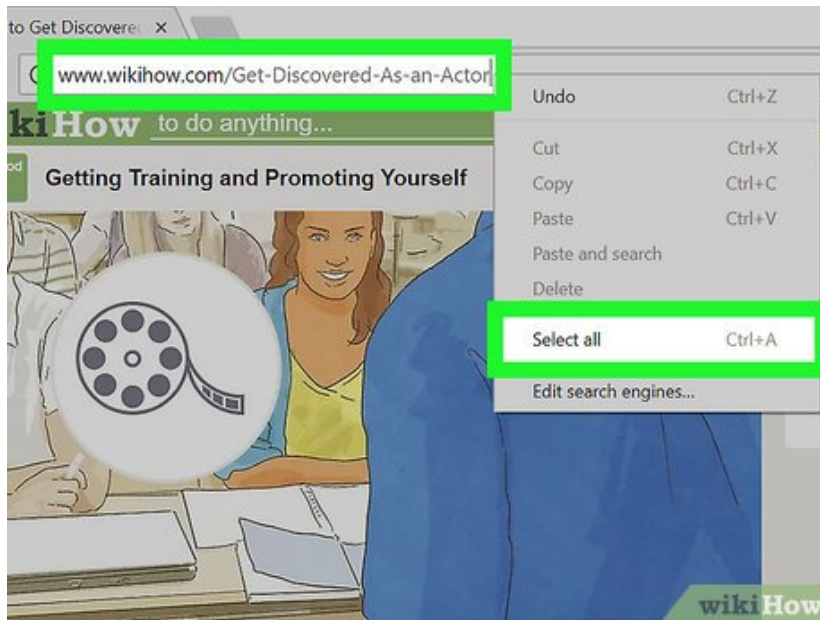 to Get Discovere
www.wikihow.com/Get-Discovered-As-an-Actor
kiHow to do anything...
od
Getting Training and Promoting Yourself
Undo Ctrl+Z
Cut Ctrl+X
Copy Ctrl+C
Paste Ctrl+V
Paste and search
Delete
Select all Ctrl+A
Edit search engines...
wikiHow